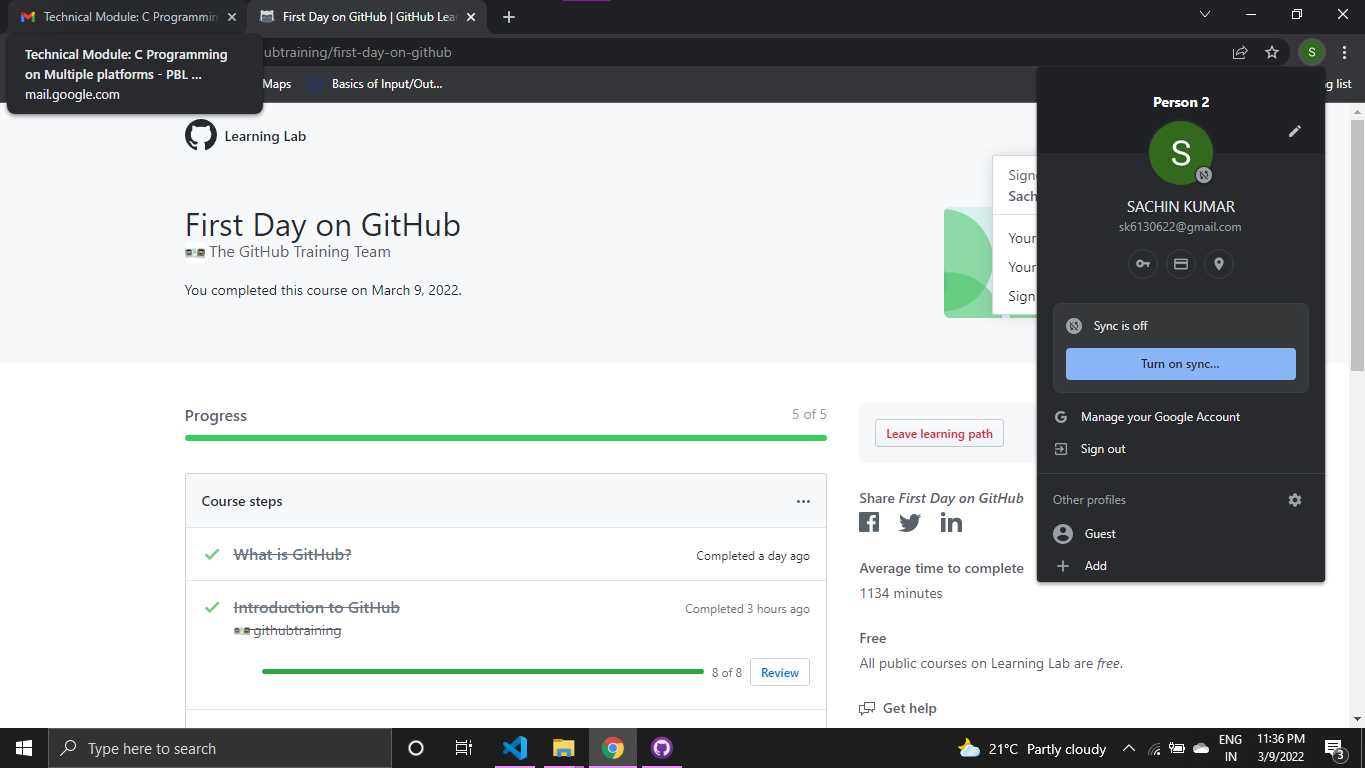 Technical Module: C Programmin
First Day on GitHub | GitHub Lea
Technical Module: C Programming
on Multiple platforms - PBL ...
mail.google.com
ubtraining/first-day-on-github
S
Maps
Basics of Input/Out...
g list
Person 2
S
SACHIN KUMAR
sk6130622@gmail.com
Sync is off
Turn on sync...
Manage your Google Account
Sign out
Other profiles
Guest
Add
Learning Lab
Signe
Sach
Your
Your
Sign
First Day on GitHub
The GitHub Training Team
You completed this course on March 9, 2022.
Progress
5 of 5
Leave learning path
Course steps
What is GitHub?
Completed a day ago
Introduction to GitHub
Completed 3 hours ago
githubtraining
8 of 8
Review
Share First Day on GitHub
Average time to complete
1134 minutes
Free
All public courses on Learning Lab are free.
Get help
Type here to search
21°C Partly cloudy
ENG
IN
11:36 PM
3/9/2022
3